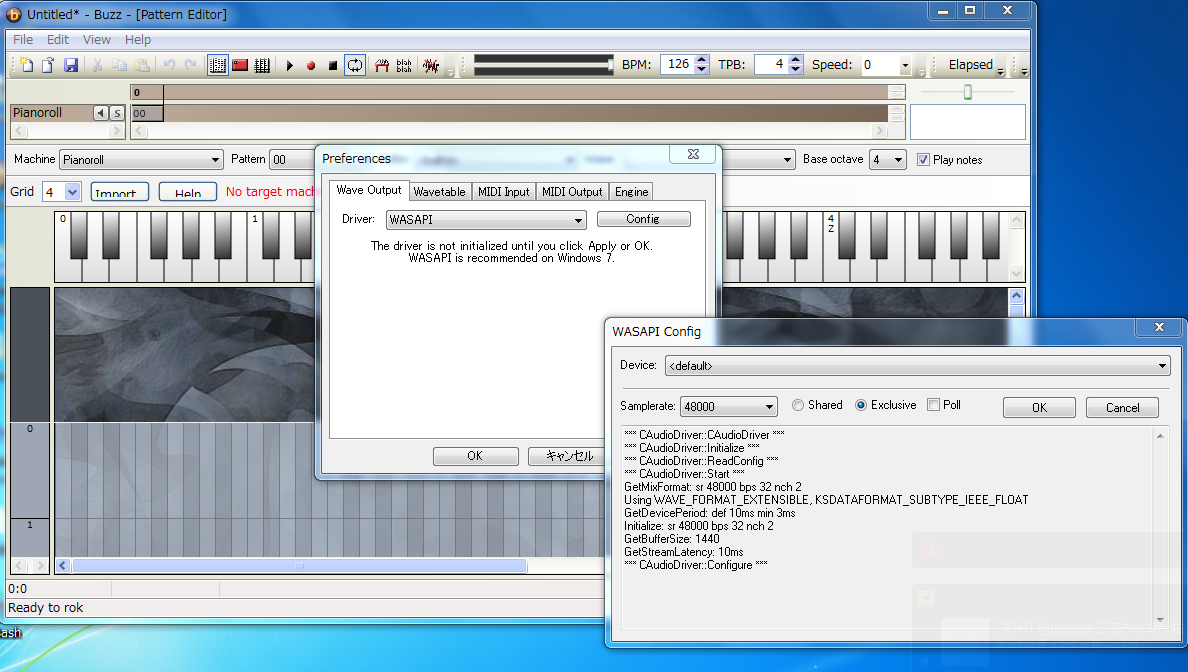 Untitled* - Buzz - [Pattern Editor]
File Edit View Help
BPM: 126 TPB: 4 Speed: 0 Elapsed
0
Pianoroll S 00
Machine Pianoroll Pattern 00
Base octave 4 Play notes
Grid 4 Import Help No target mach
0 1 4
Z
Preferences
Wave Output Wavetable MIDI Input MIDI Output Engine
Driver: WASAPI Config
The driver is not initialized until you click Apply or OK.
WASAPI is recommended on Windows 7.
OK キャンセル
WASAPI Config
Device: <default>
Samplerate: 48000 Shared Exclusive Poll OK Cancel
*** CAudioDriver::CAudioDriver ***
*** CAudioDriver::Initialize ***
*** CAudioDriver::ReadConfig ***
*** CAudioDriver::Start ***
GetMixFormat: sr 48000 bps 32 nch 2
Using WAVE_FORMAT_EXTENSIBLE, KSDATAFORMAT_SUBTYPE_IEEE_FLOAT
GetDevicePeriod: def 10ms min 3ms
Initialize: sr 48000 bps 32 nch 2
GetBufferSize: 1440
GetStreamLatency: 10ms
*** CAudioDriver::Configure ***
0
1
0:0
Ready to rok
ash